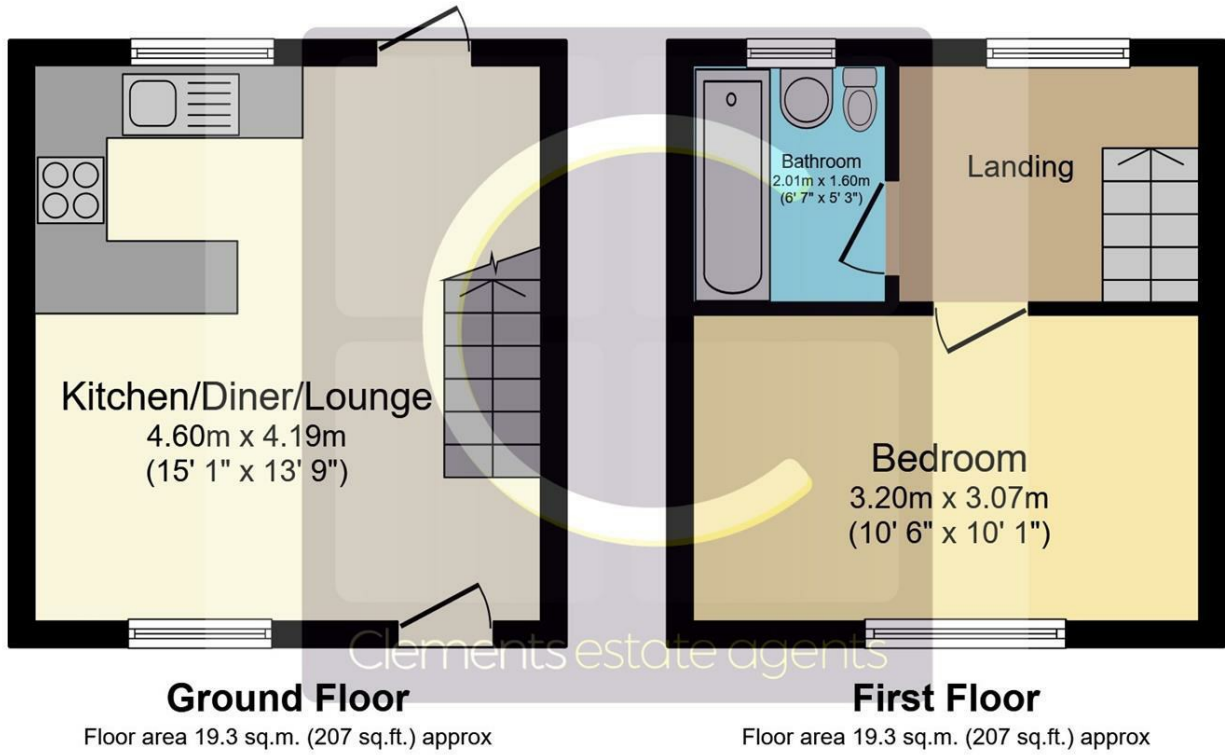 Kitchen/Diner/Lounge
4.60m x 4.19m
(15' 1" x 13' 9")
Bathroom
2.01m x 1.60m
(6' 7" x 5' 3")
Landing
Bedroom
3.20m x 3.07m
(10' 6" x 10' 1")
Clements estate agents
Ground Floor
Floor area 19.3 sq.m. (207 sq.ft.) approx
First Floor
Floor area 19.3 sq.m. (207 sq.ft.) approx